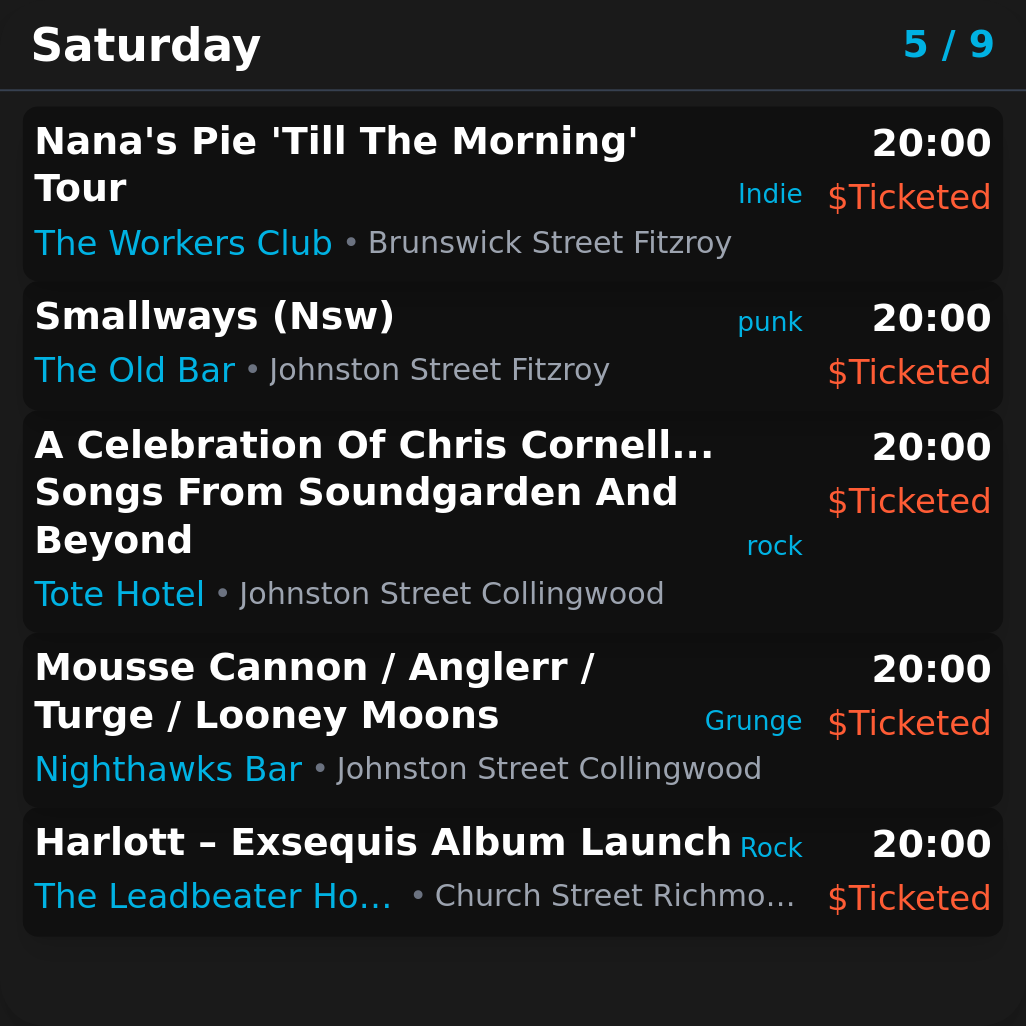 Saturday
5 / 9
Nana's Pie 'Till The Morning'
Tour
Indie
20:00
$Ticketed
The Workers Club • Brunswick Street Fitzroy
Smallways (Nsw)
punk
20:00
The Old Bar • Johnston Street Fitzroy
$Ticketed
A Celebration Of Chris Cornell...
Songs From Soundgarden And
Beyond
rock
20:00
$Ticketed
Tote Hotel • Johnston Street Collingwood
Mousse Cannon / Anglerr /
Turge / Looney Moons
Grunge
20:00
$Ticketed
Nighthawks Bar • Johnston Street Collingwood
Harlott – Exsequis Album Launch
Rock
20:00
The Leadbeater Ho... • Church Street Richmo...
$Ticketed